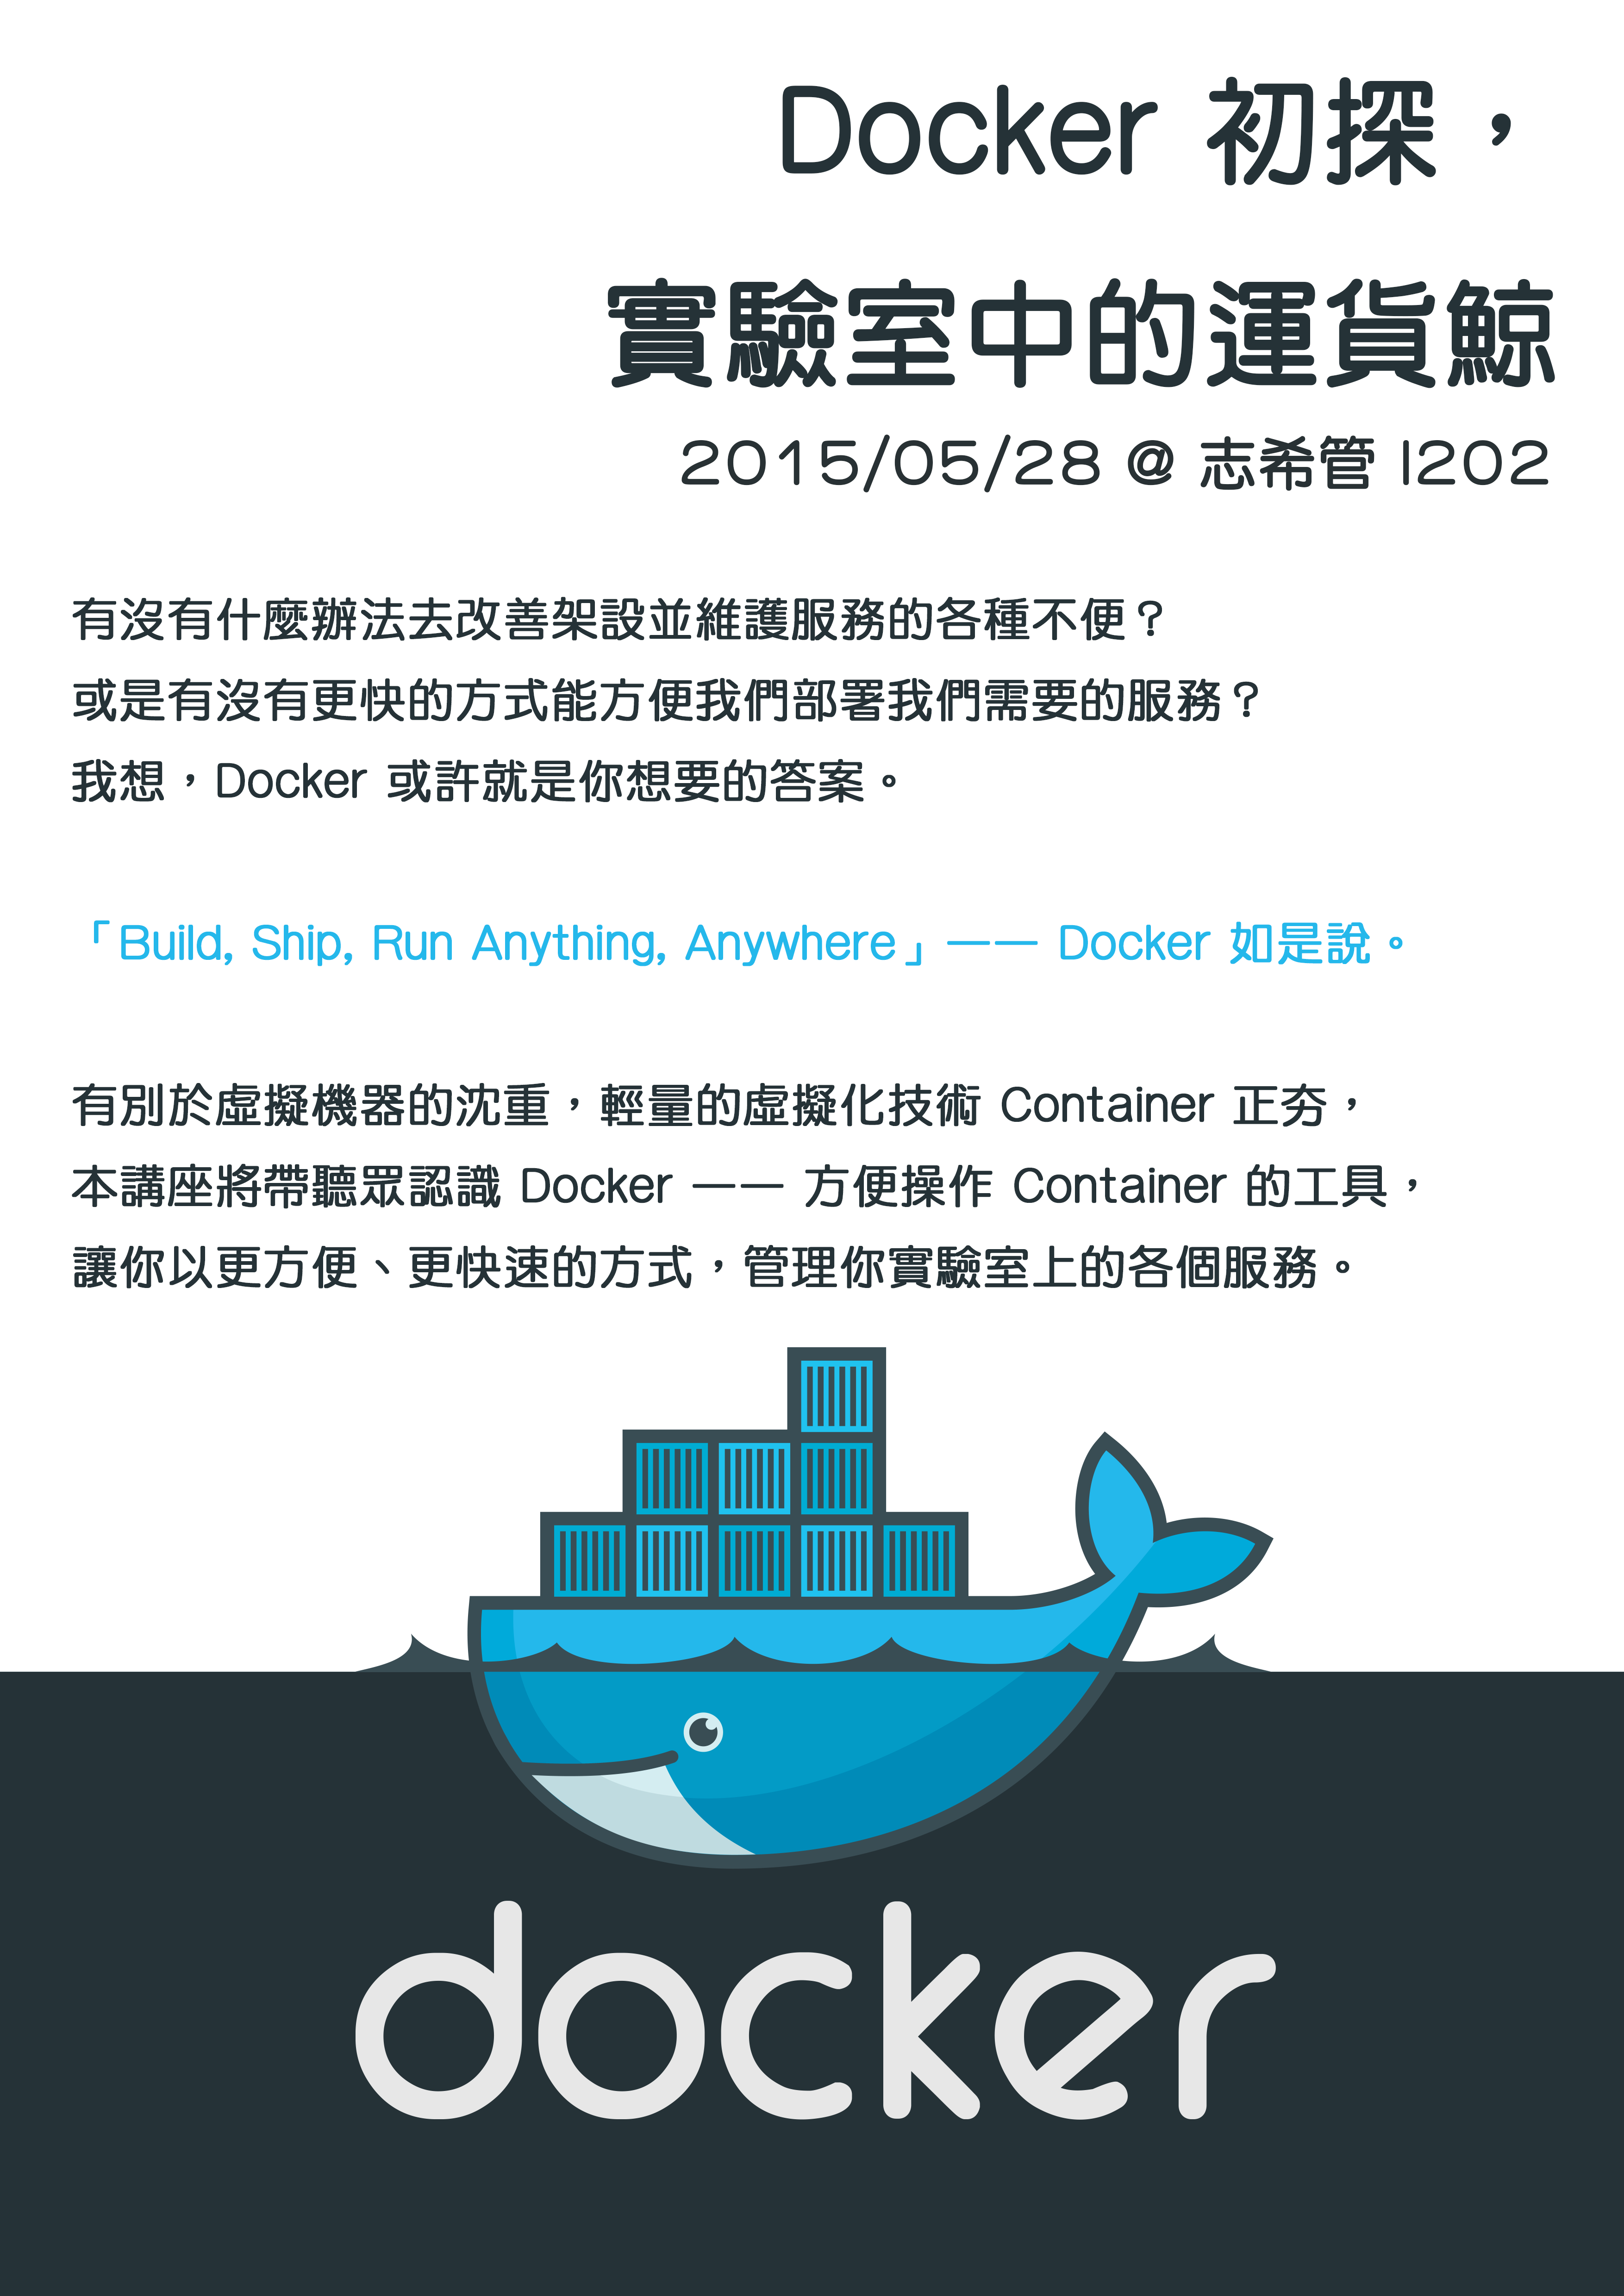 Docker 初探，
實驗室中的運貨鯨
2015/05/28 @ 志希管 I202
有沒有什麼辦法去改善架設並維護服務的各種不便？
或是有沒有更快的方式能方便我們部署我們需要的服務？
我想，Docker 或許就是你想要的答案。
「Build, Ship, Run Anything, Anywhere」—— Docker 如是說。
有別於虛擬機器的沈重，輕量的虛擬化技術 Container 正夯，
本講座將帶聽眾認識 Docker —— 方便操作 Container 的工具，
讓你以更方便、更快速的方式，管理你實驗室上的各個服務。
docker